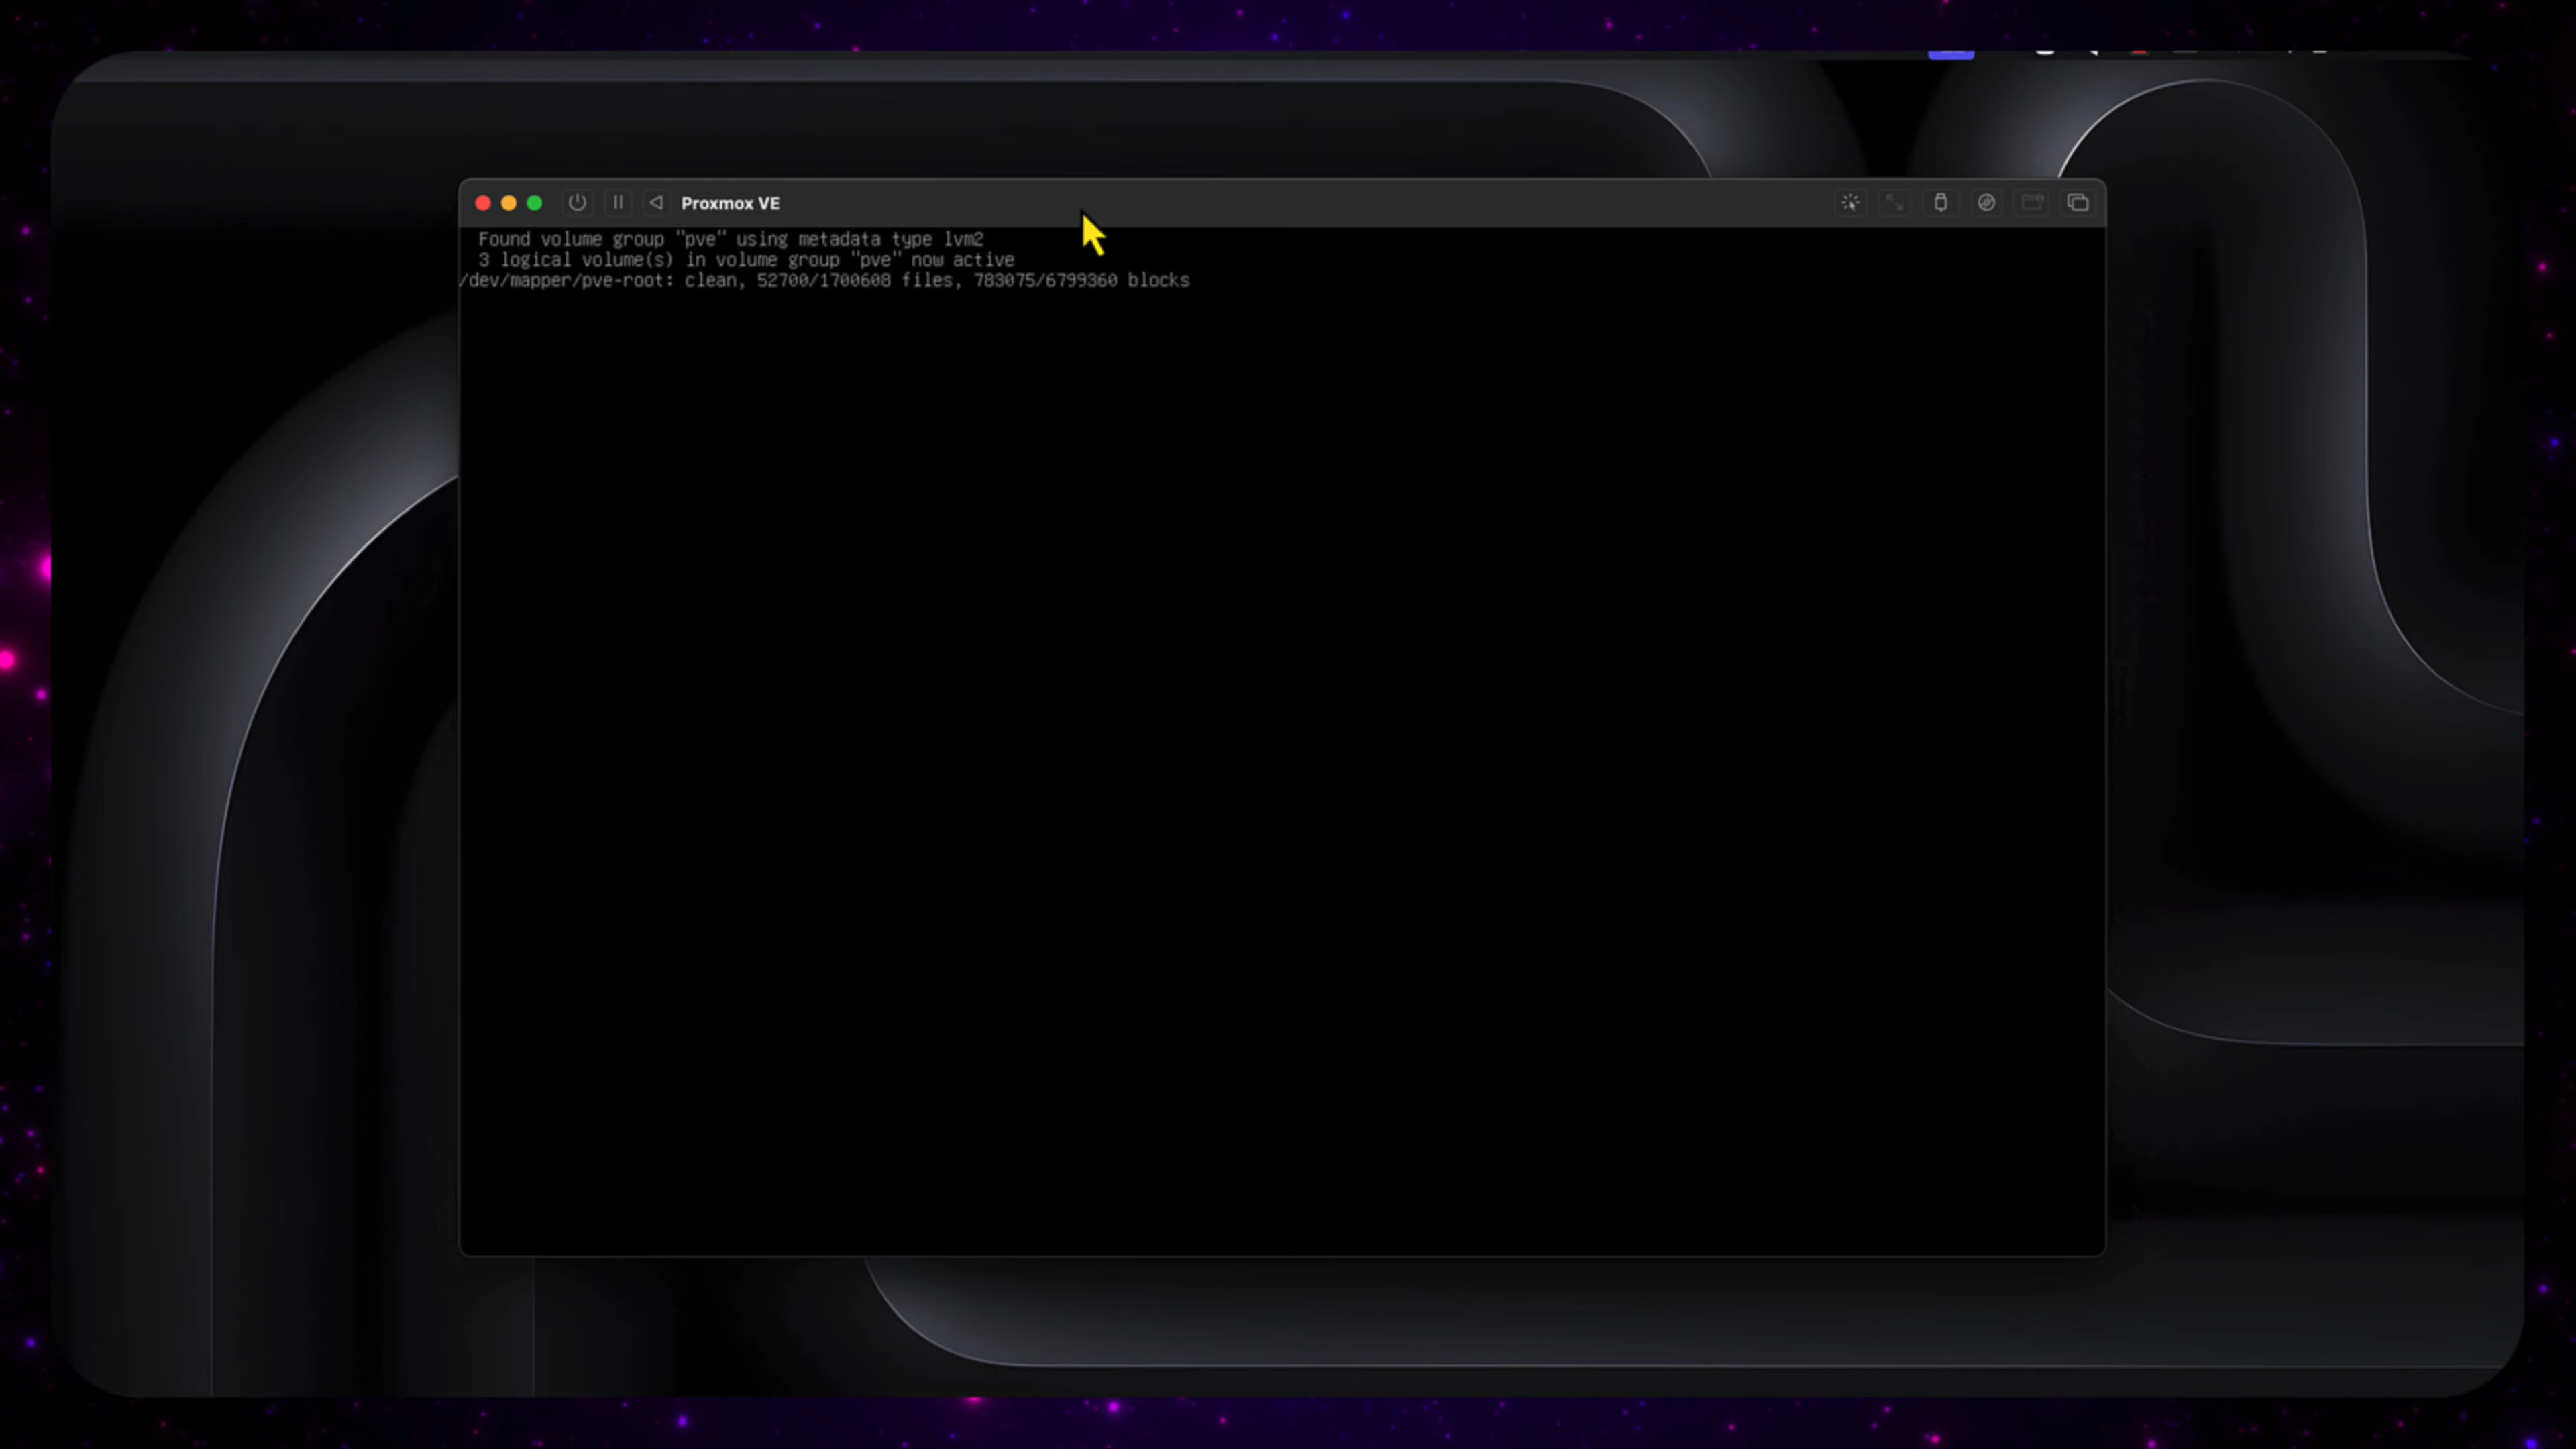 Proxmox VE
Found volume group "pve" using metadata type lvm2
3 logical volume(s) in volume group "pve" now active
/dev/mapper/pve-root: clean, 52700/1700608 files, 783075/6799360 blocks